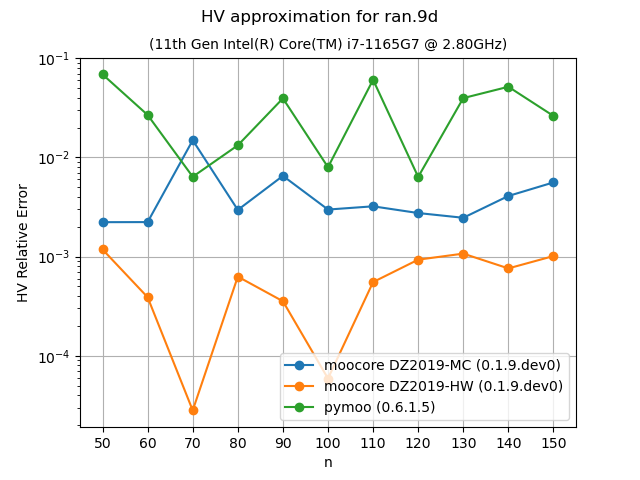 HV approximation for ran.9d
(11th Gen Intel(R) Core(TM) i7-1165G7 @ 2.80GHz)
HV Relative Error
10⁻¹
10⁻²
10⁻³
10⁻⁴
moocore DZ2019-MC (0.1.9.dev0)
moocore DZ2019-HW (0.1.9.dev0)
pymoo (0.6.1.5)
50 60 70 80 90 100 110 120 130 140 150
n